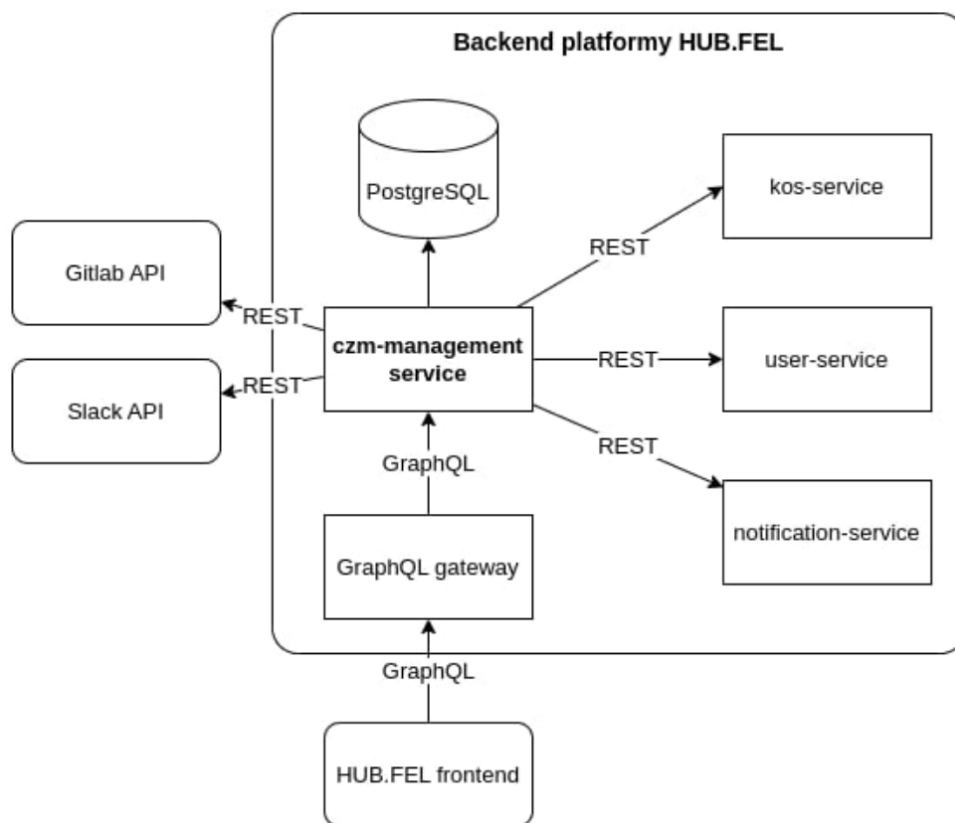 Backend platformy HUB.FEL
PostgreSQL
kos-service
REST
Gitlab API
REST
czm-management
service
REST
user-service
REST
Slack API
REST
GraphQL
notification-service
GraphQL gateway
GraphQL
HUB.FEL frontend